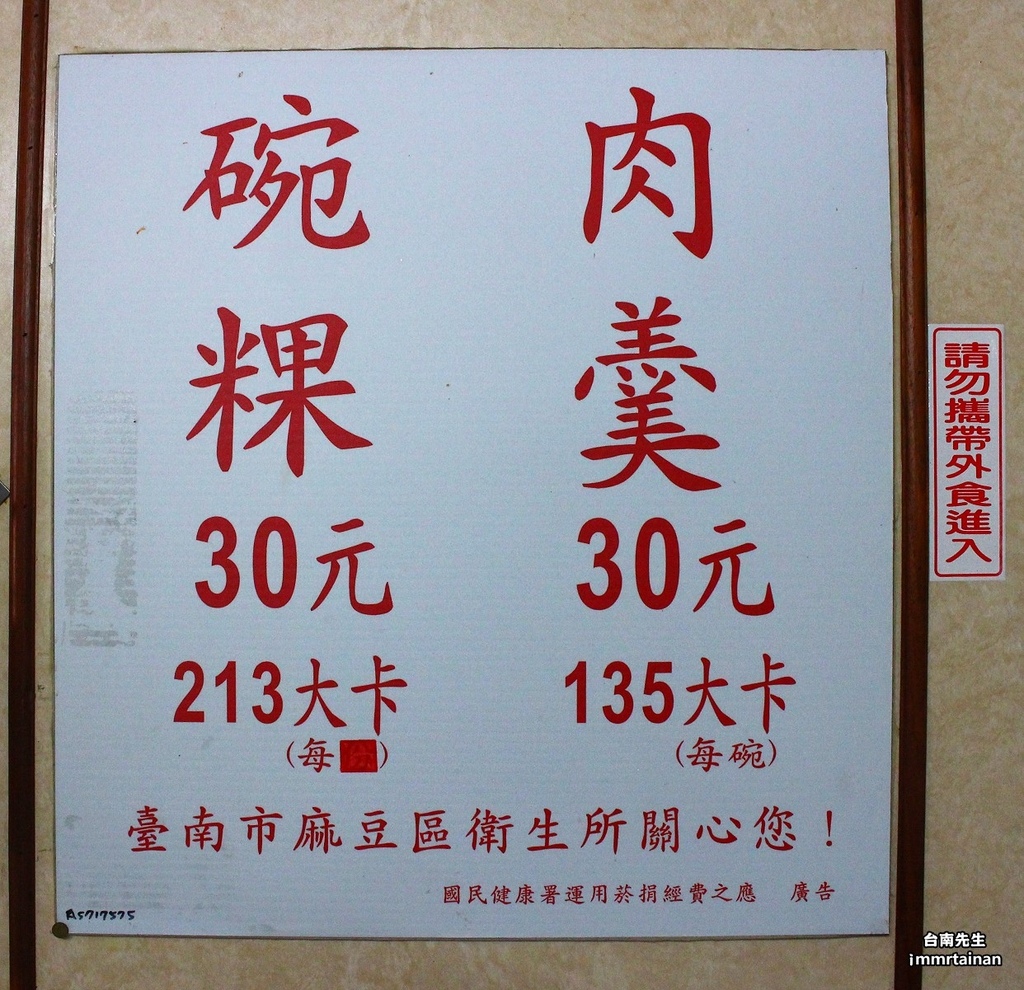 碗粿
30元
213大卡
(每 )
肉羹
30元
135大卡
(每碗)
臺南市麻豆區衛生所關心您！
國民健康署運用菸捐經費之應 廣告
A5717575
請勿攜帶外食進入
台南先生
immrtainan